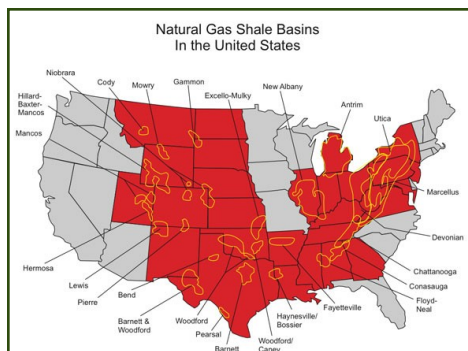 Natural Gas Shale Basins
In the United States
Niobrara
Cody
Mowry
Gammon
Excello-Mulky
New Albany
Antrim
Utica
Hillard-
Baxter-
Mancos
Mancos
Marcellus
Devonian
Chattanooga
Conasauga
Floyd-
Neal
Hermosa
Lewis
Pierre
Bend
Barnett &
Woodford
Woodford
Pearsal
Barnett
Woodford/
Caney
Haynesville/
Bossier
Fayetteville